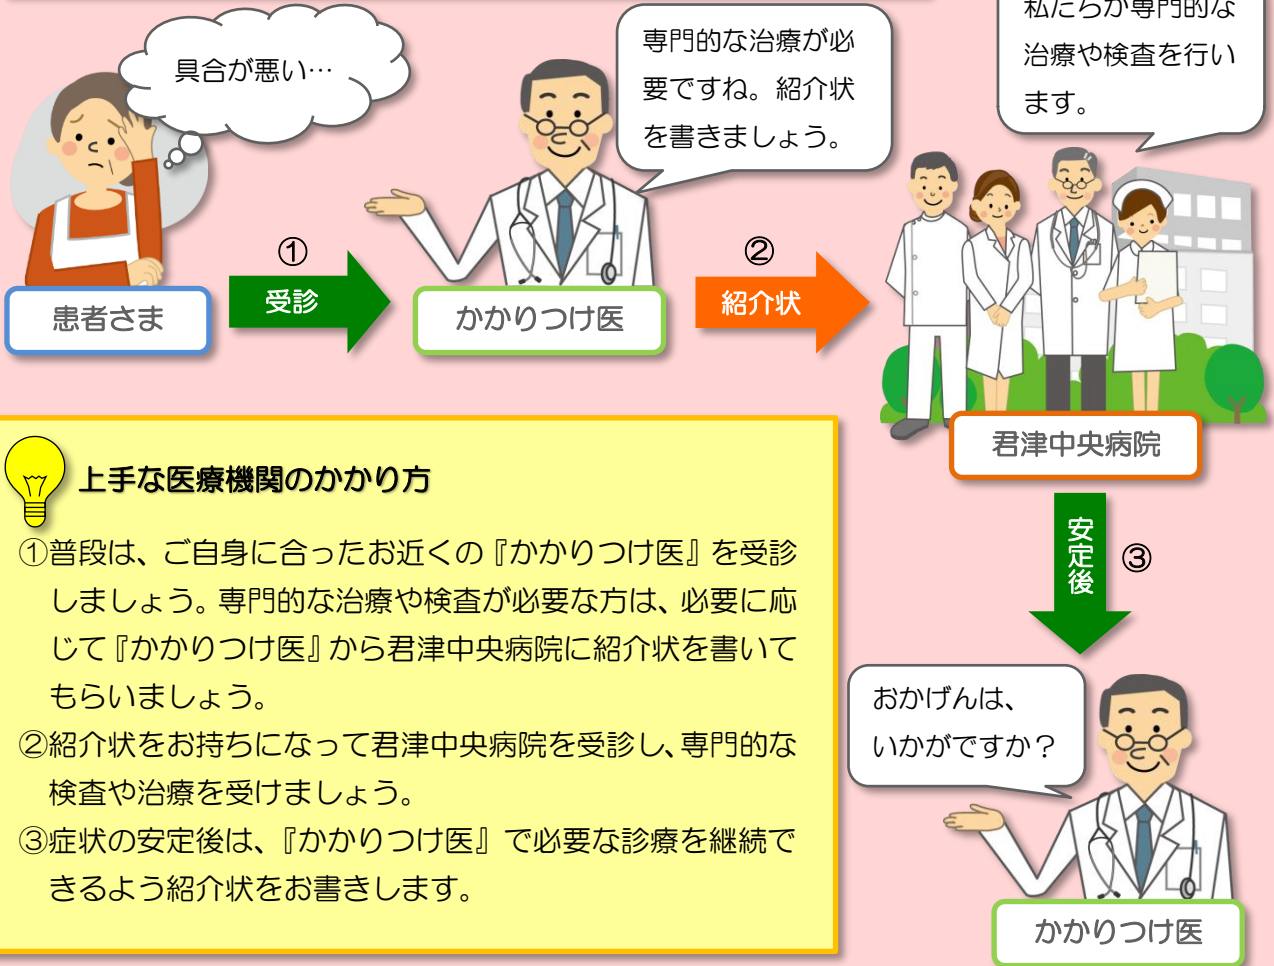 具合が悪い…
専門的な治療が必
要ですね。紹介状
を書きましょう。
私たちが専門的な
治療や検査を行い
ます。
①
受診
②
紹介状
患者さま
かかりつけ医
君津中央病院
安定後
③
上手な医療機関のかかり方
①普段は、ご自身に合ったお近くの『かかりつけ医』を受診
しましょう。専門的な治療や検査が必要な方は、必要に応
じて『かかりつけ医』から君津中央病院に紹介状を書いて
もらいましょう。
②紹介状をお持ちになって君津中央病院を受診し、専門的な
検査や治療を受けましょう。
③症状の安定後は、『かかりつけ医』で必要な診療を継続で
きるよう紹介状をお書きします。
おかげんは、
いかがですか？
かかりつけ医